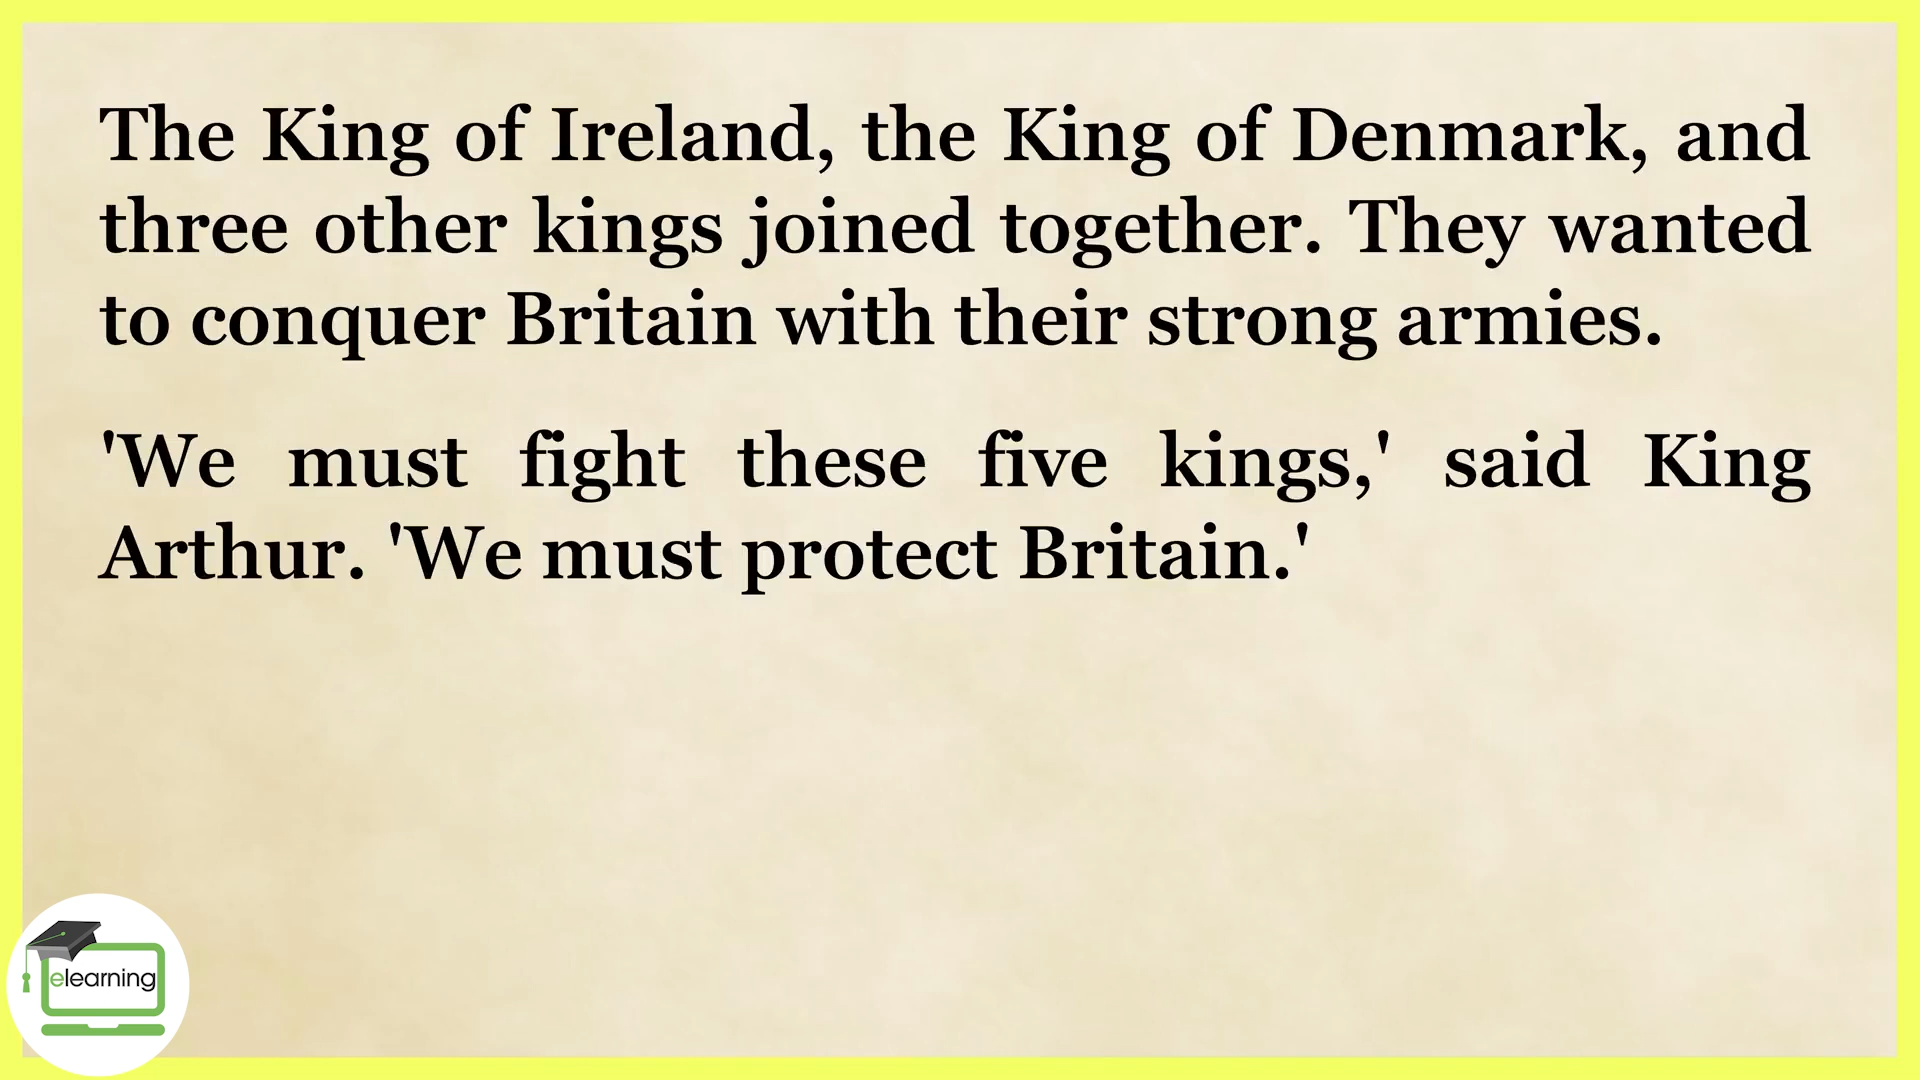 The King of Ireland, the King of Denmark, and
three other kings joined together. They wanted
to conquer Britain with their strong armies.
'We must fight these five kings,' said King
Arthur. 'We must protect Britain.'
elearning